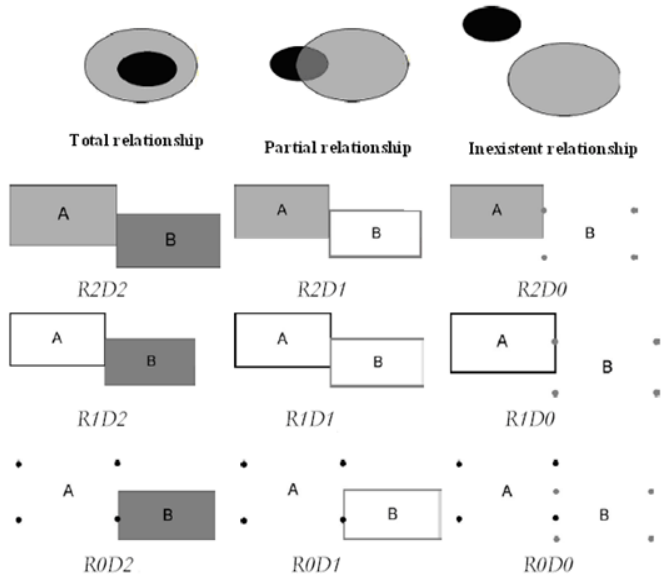 Total relationship
Partial relationship
Inexistent relationship
A
B
A
B
A
B
R2D2
R2D1
R2D0
A
B
A
B
A
B
R1D2
R1D1
R1D0
A
B
A
B
A
B
R0D2
R0D1
R0D0